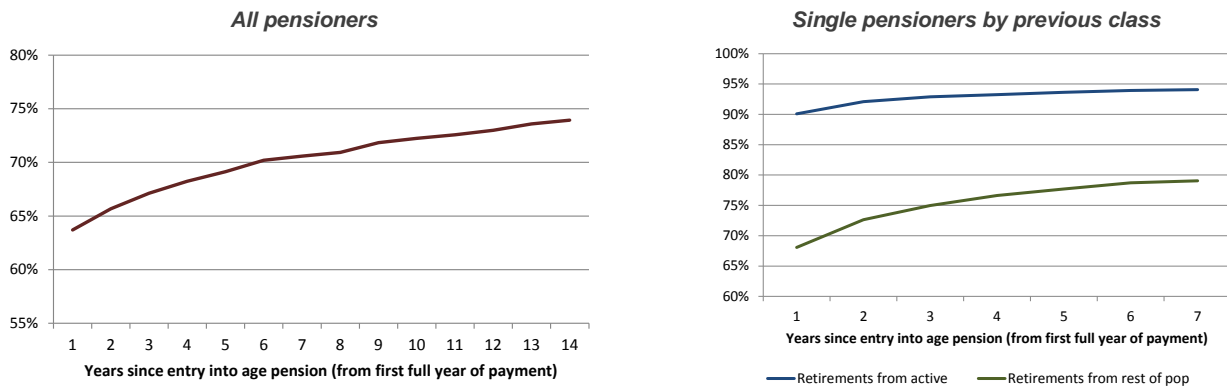 All pensioners
80%
75%
70%
65%
60%
55%
1 2 3 4 5 6 7 8 9 10 11 12 13 14
Years since entry into age pension (from first full year of payment)
Single pensioners by previous class
100%
95%
90%
85%
80%
75%
70%
65%
60%
1 2 3 4 5 6 7
Years since entry into age pension (from first full year of payment)
Retirements from active Retirements from rest of pop